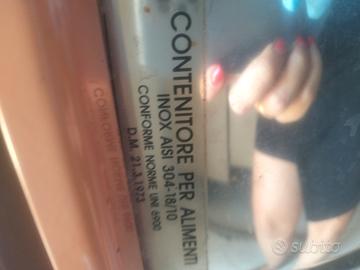 CONTENITORE PER ALIMENTI
INOX AISI 304-18/10
CONFORME NORME UNI 6900
D.M. 21.3.1973
subito